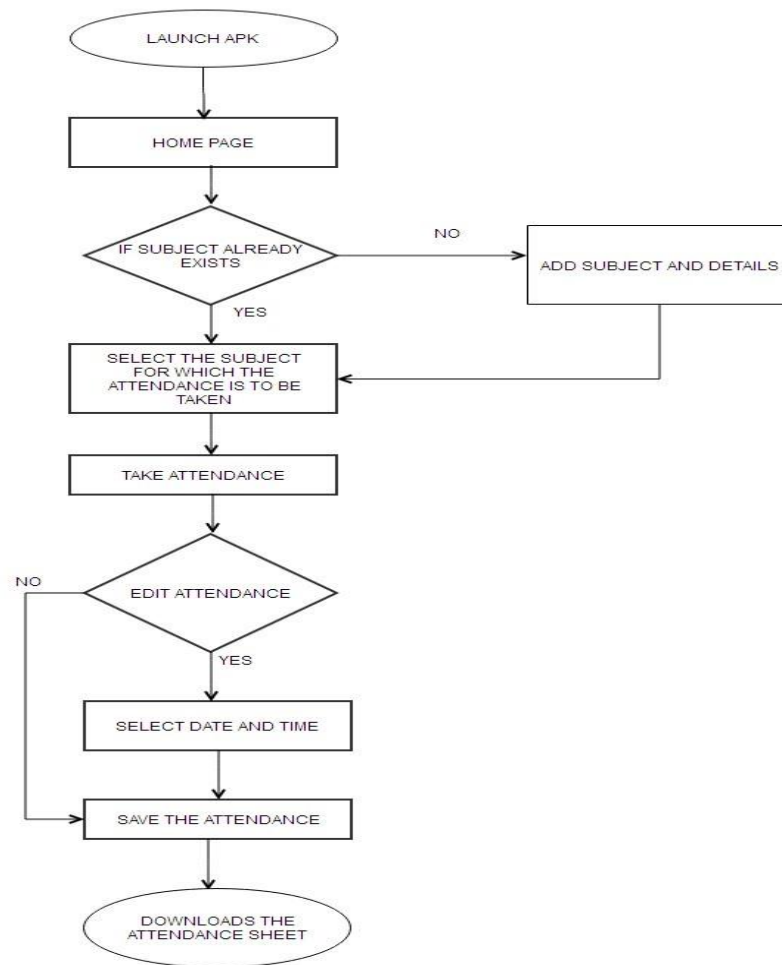 LAUNCH APK
HOME PAGE
IF SUBJECT ALREADY
EXISTS
NO
ADD SUBJECT AND DETAILS
YES
SELECT THE SUBJECT
FOR WHICH THE
ATTENDANCE IS TO BE
TAKEN
TAKE ATTENDANCE
EDIT ATTENDANCE
NO
YES
SELECT DATE AND TIME
SAVE THE ATTENDANCE
DOWNLOADS THE
ATTENDANCE SHEET